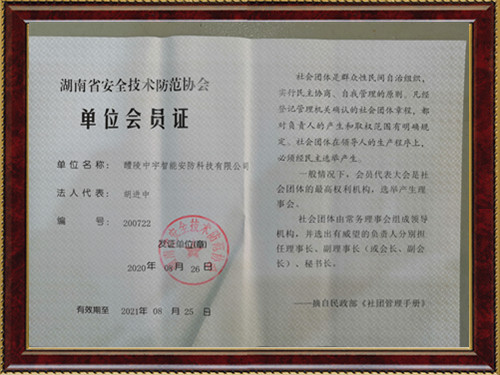 湖南省安全技术防范协会
单位会员证
单位名称：醴陵中宇智能安防科技有限公司
法人代表：胡进中
编号：200722
发证单位(章)
2020年08月26日
有效期至 2021年08月25日
社会团体是群众性民间自治组织，
实行民主协商、自我管理的原则。凡经
登记管理机关确认的社会团体章程，都
对负责人的产生和职权范围有明确规
定。社会团体在领导人的生产程序上，
必须经民主选举产生。
一般情况下，会员代表大会是社
会团体的最高权利机构，选举产生理
事会。
社会团体由常务理事会组成领导
机构，并选出有威望的负责人分别担
任理事长、副理事长（或会长、副会
长）、秘书长。
——摘自民政部《社团管理手册》